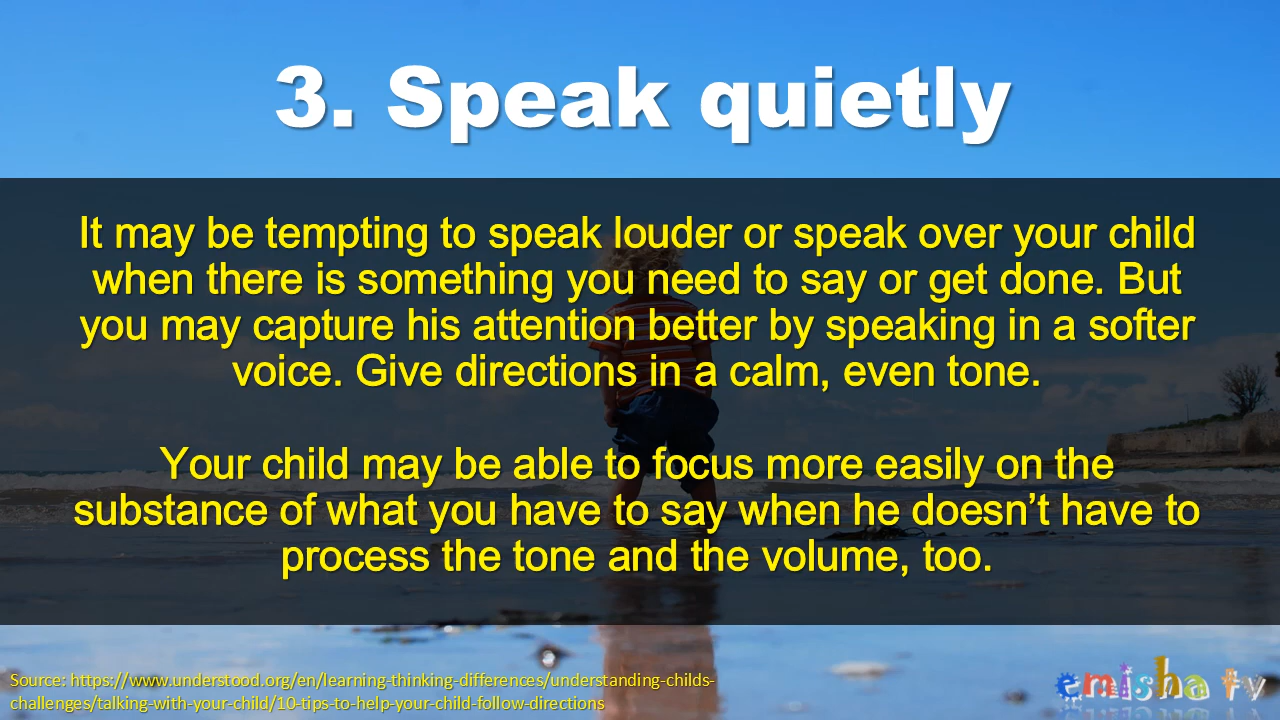 3. Speak quietly
It may be tempting to speak louder or speak over your child
when there is something you need to say or get done. But
you may capture his attention better by speaking in a softer
voice. Give directions in a calm, even tone.
Your child may be able to focus more easily on the
substance of what you have to say when he doesn’t have to
process the tone and the volume, too.
Source: https://www.understood.org/en/learning-thinking-differences/understanding-childs-
challenges/talking-with-your-child/10-tips-to-help-your-child-follow-directions
emisha tv